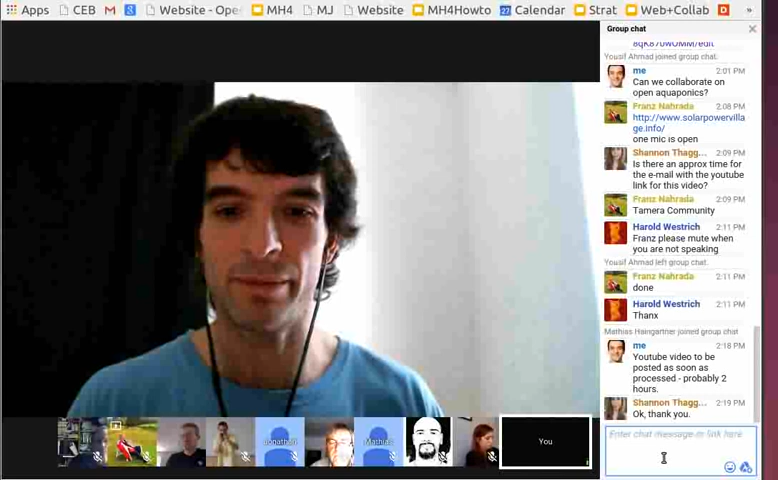 Apps CEB Website - Ope MH4 MJ Website MH4Howto 27 Calendar Strat Web+Collab D »
Group chat
8qK870wOMM/edit
Yousif Ahmad joined group chat.
me 2:01 PM
Can we collaborate on
open aquaponics?
Franz Nahrada 2:08 PM
http://www.solarpowervilla
ge.info/
one mic is open
Shannon Thagg... 2:09 PM
Is there an approx time for
the e-mail with the youtube
link for this video?
Franz Nahrada 2:09 PM
Tamera Community
Harold Westrich 2:11 PM
Franz please mute when
you are not speaking
Yousif Ahmad left group chat.
Franz Nahrada 2:11 PM
done
Harold Westrich 2:11 PM
Thanx
Mathias Haingartner joined group chat
me 2:18 PM
Youtube video to be
posted as soon as
processed - probably 2
hours.
Shannon Thagg... 2:19 PM
Ok, thank you.
Enter chat message or link here
Jonathan
Mathias
You